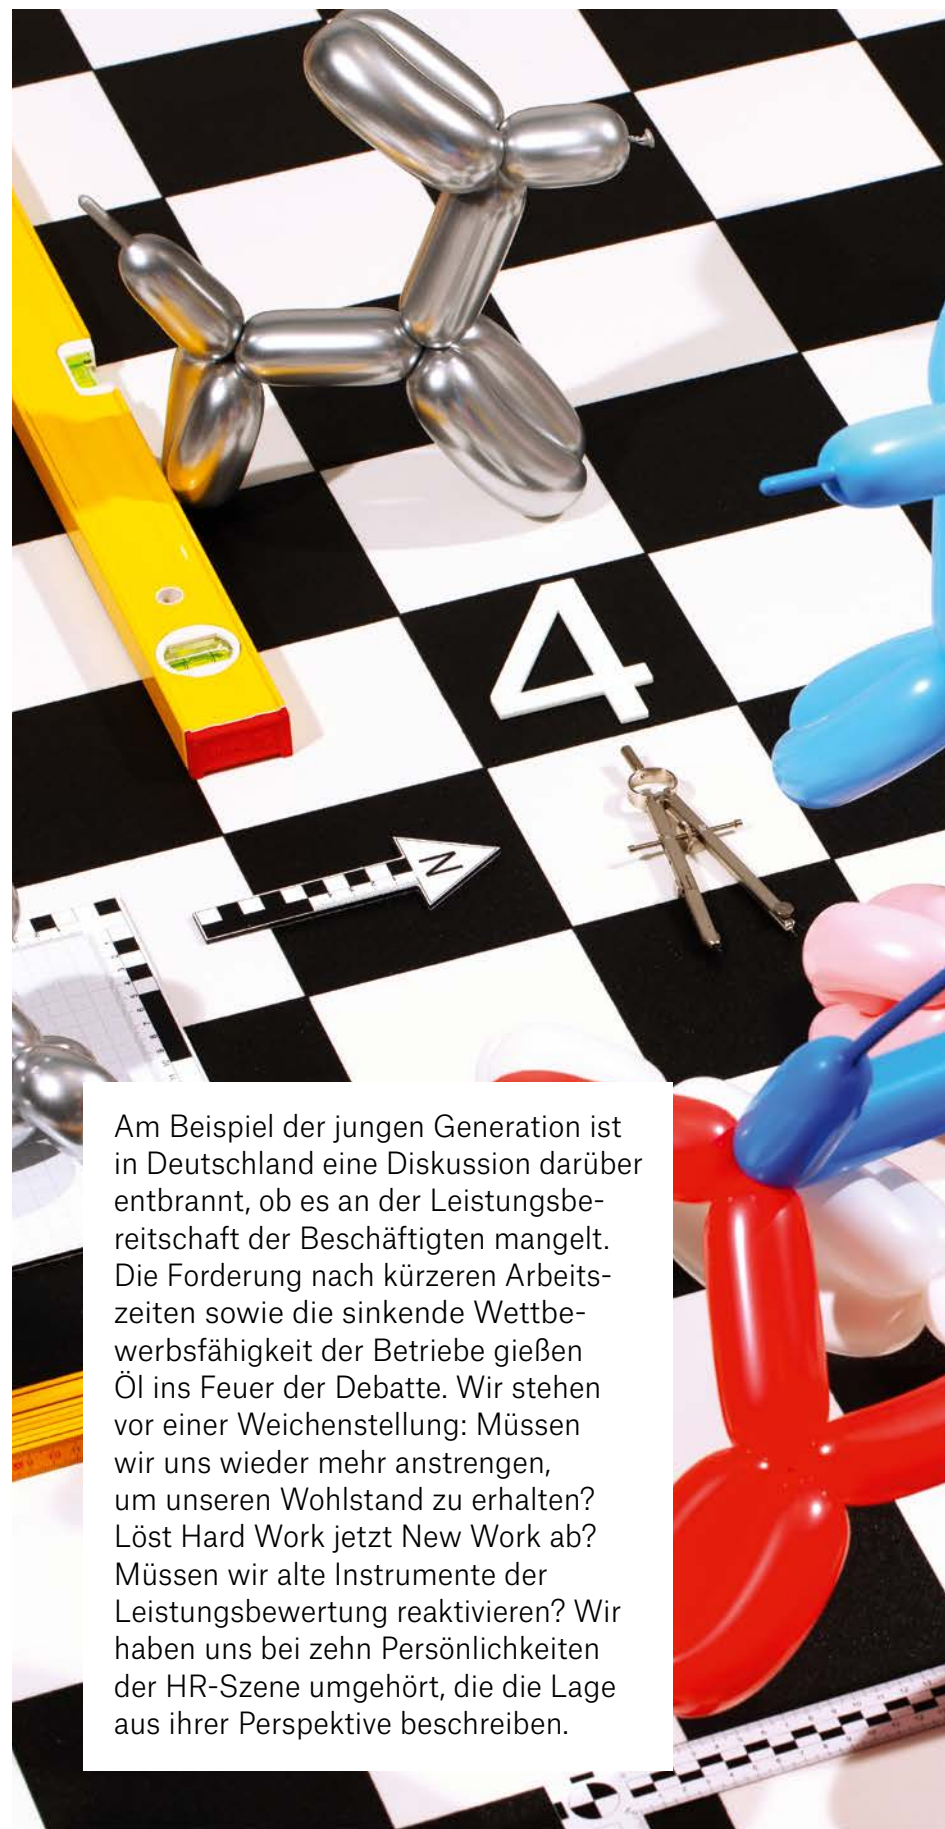 4
N
Am Beispiel der jungen Generation ist
in Deutschland eine Diskussion darüber
entbrannt, ob es an der Leistungsbe-
reitschaft der Beschäftigten mangelt.
Die Forderung nach kürzeren Arbeits-
zeiten sowie die sinkende Wettbe-
werbsfähigkeit der Betriebe gießen
Öl ins Feuer der Debatte. Wir stehen
vor einer Weichenstellung: Müssen
wir uns wieder mehr anstrengen,
um unseren Wohlstand zu erhalten?
Löst Hard Work jetzt New Work ab?
Müssen wir alte Instrumente der
Leistungsbewertung reaktivieren? Wir
haben uns bei zehn Persönlichkeiten
der HR-Szene umgehört, die die Lage
aus ihrer Perspektive beschreiben.